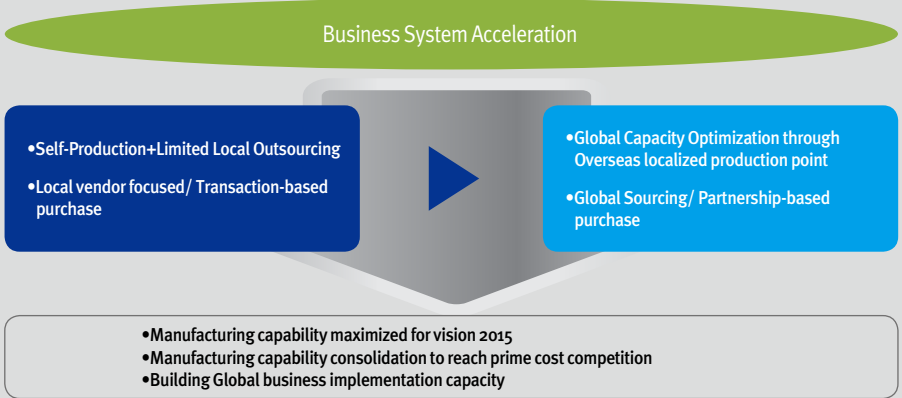 Business System Acceleration
•Self-Production+Limited Local Outsourcing
•Local vendor focused/ Transaction-based
purchase
•Global Capacity Optimization through
Overseas localized production point
•Global Sourcing/ Partnership-based
purchase
•Manufacturing capability maximized for vision 2015
•Manufacturing capability consolidation to reach prime cost competition
•Building Global business implementation capacity